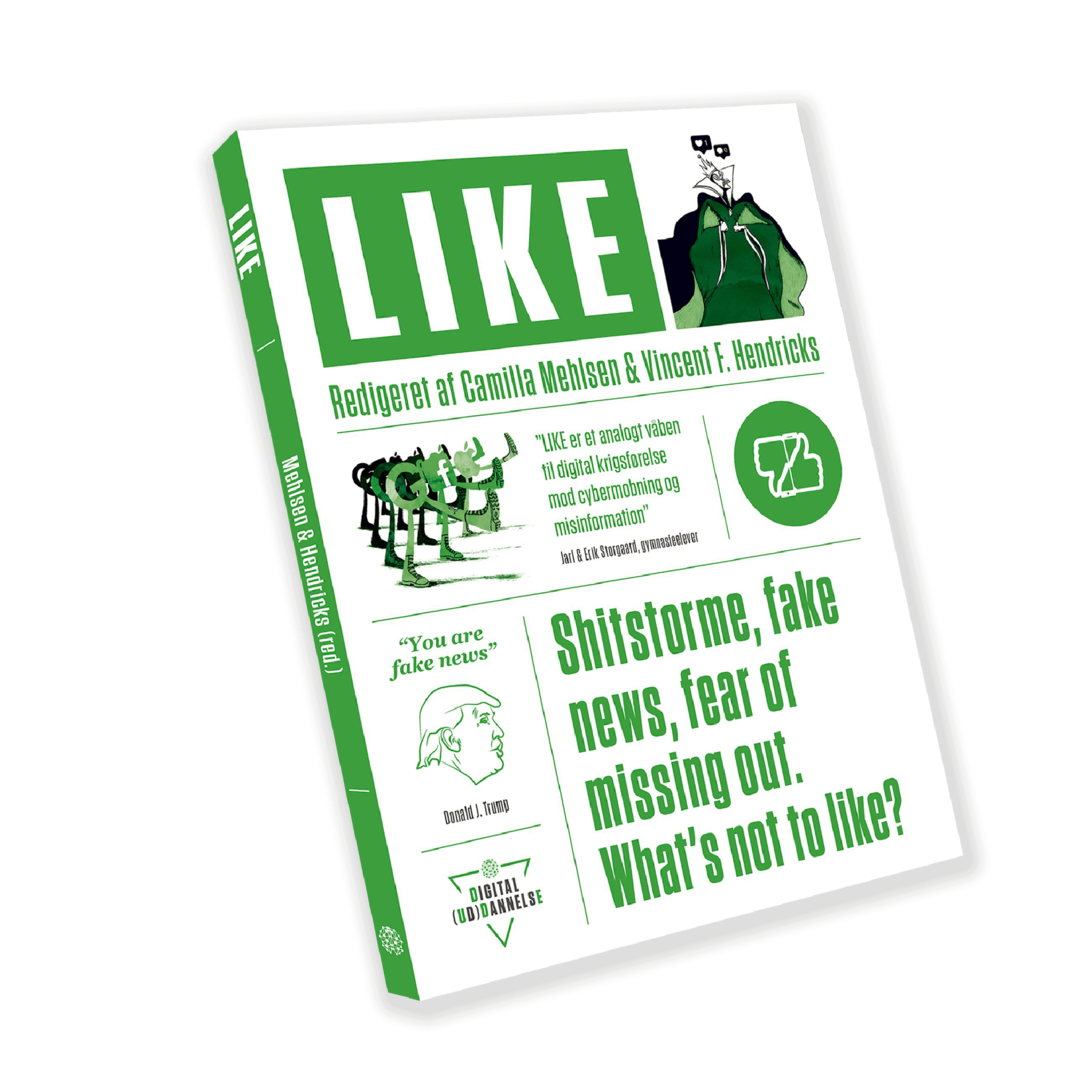 LIKE
Mehlsen & Hendricks (red.)
LIKE
Redigeret af Camilla Mehlsen & Vincent F. Hendricks
G f
"LIKE er et analogt våben
til digital krigsførelse
mod cybermobning og
misinformation"
Jarl & Erik Storgaard, gymnasieelever
"You are
fake news"
Donald J. Trump
DIGITAL
(UD)DANNELSE
Shitstorme, fake
news, fear of
missing out.
What's not to like?